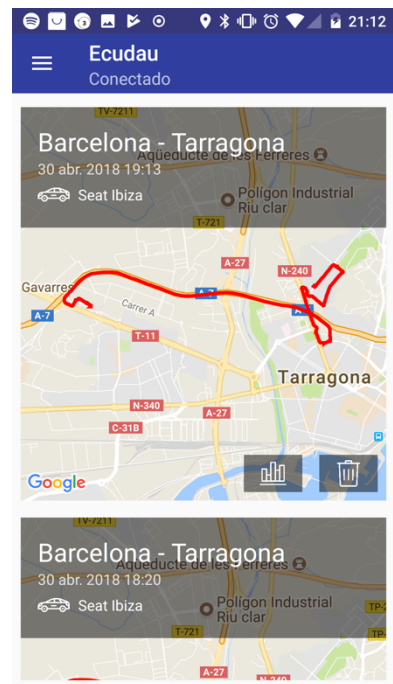 21:12
Ecudau
Conectado
TV-7211
Barcelona - Tarragona
Aqüeducte de les Ferreres
30 abr. 2018 19:13
Seat Ibiza
Polígon Industrial
Riu clar
T-721
A-27
N-240
Gavarres
A-7
Carrer A
A-7
A-7
T-11
Tarragona
N-340
A-27
C-31B
Google
TV-7211
Barcelona - Tarragona
Aqüeducte de les Ferreres
30 abr. 2018 18:20
Seat Ibiza
Polígon Industrial
Riu clar
TP-2
T-721
TP-
A-27
N-240